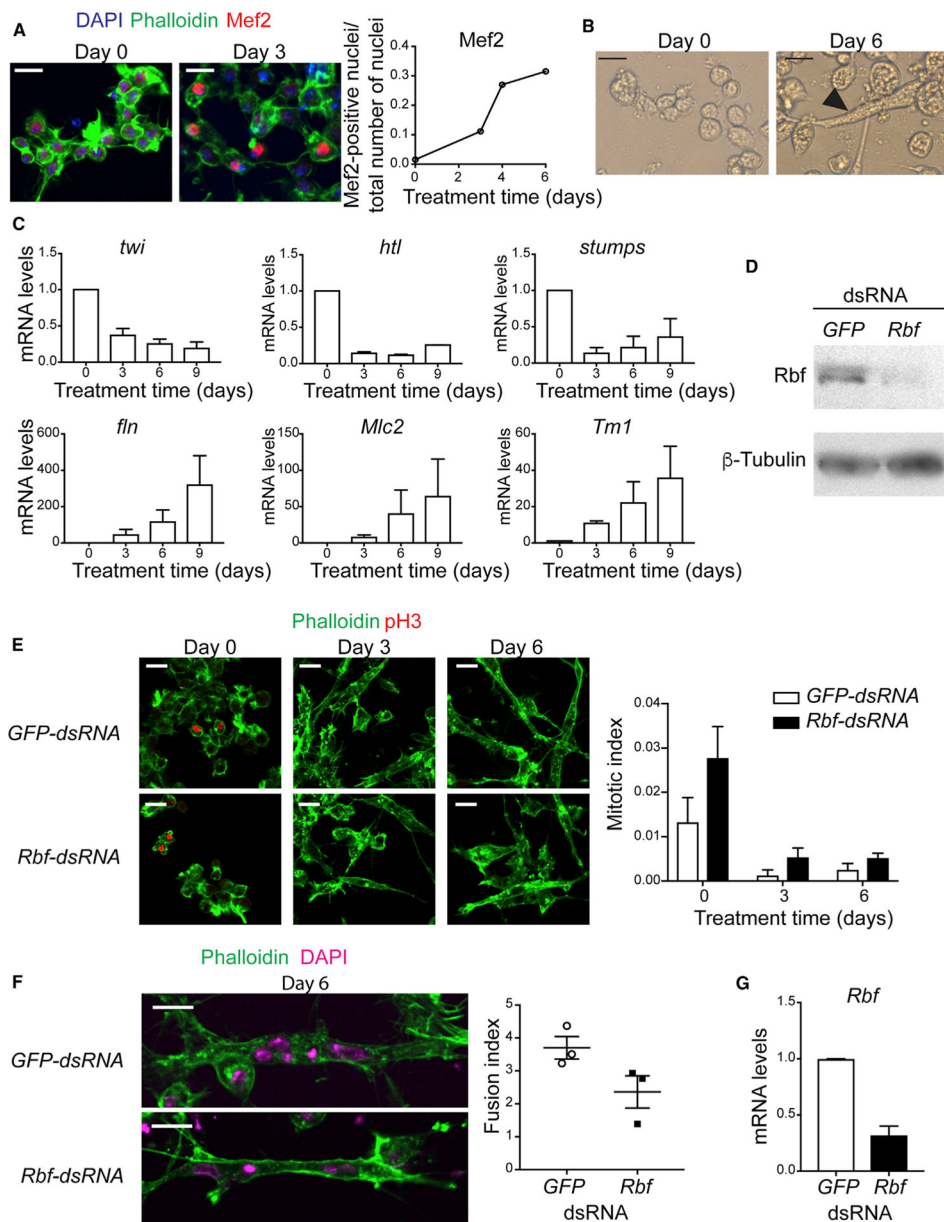 A
DAPI Phalloidin Mef2
Day 0
Day 3
Mef2
Mef2-positive nuclei/
total number of nuclei
0.4
0.3
0.2
0.1
0.0
0 2 4 6
Treatment time (days)
B
Day 0
Day 6
C
twi
mRNA levels
1.5
1.0
0.5
0.0
0 3 6 9
Treatment time (days)
htl
mRNA levels
1.5
1.0
0.5
0.0
0 3 6 9
Treatment time (days)
stumps
mRNA levels
1.5
1.0
0.5
0.0
0 3 6 9
Treatment time (days)
fln
mRNA levels
600
400
200
0
0 3 6 9
Treatment time (days)
Mlc2
mRNA levels
150
100
50
0
0 3 6 9
Treatment time (days)
Tm1
mRNA levels
60
40
20
0
0 3 6 9
Treatment time (days)
D
dsRNA
GFP Rbf
Rbf
β-Tubulin
E
Phalloidin pH3
Day 0
Day 3
Day 6
GFP-dsRNA
Rbf-dsRNA
GFP-dsRNA
Rbf-dsRNA
Mitotic index
0.04
0.03
0.02
0.01
0.00
0 3 6
Treatment time (days)
F
Phalloidin DAPI
Day 6
GFP-dsRNA
Rbf-dsRNA
Fusion index
5
4
3
2
1
0
GFP Rbf
dsRNA
G
Rbf
mRNA levels
1.5
1.0
0.5
0.0
GFP Rbf
dsRNA